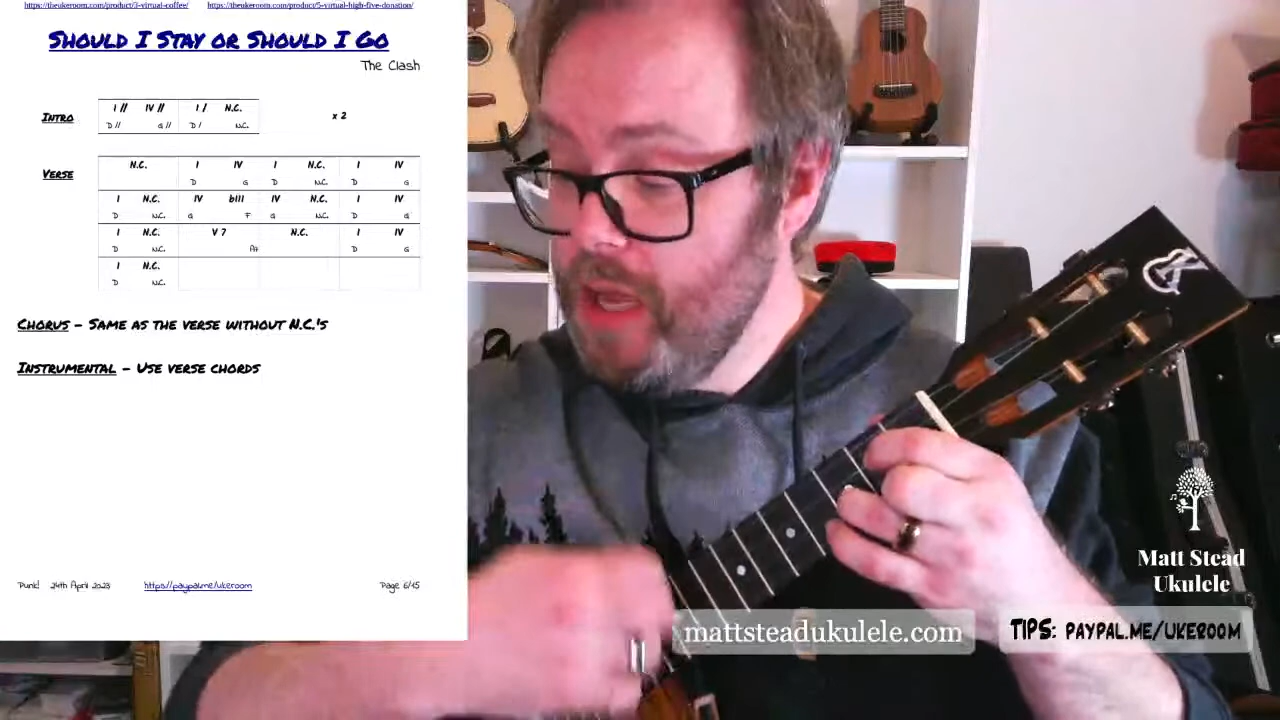 https://theukeroom.com/product/3-virtual-coffee/ https://theukeroom.com/product/5-virtual-high-five-donation/
Should I Stay or Should I Go
The Clash
Intro I // IV // I / N.C. x 2
D // G // D / N.C.
Verse N.C. I IV I N.C. I IV
D G D N.C. D G
I N.C. IV bIII IV N.C. I IV
D N.C. G F G N.C. D G
I N.C. V 7 N.C. I IV
D N.C. A7 D G
I N.C.
D N.C.
Chorus – Same as the verse without N.C.'s
Instrumental – Use verse chords
Punk! 24th April 2023 https://paypal.me/ukeroom Page 6/45
Matt Stead
Ukulele
mattsteadukulele.com
Tips: paypal.me/ukeroom